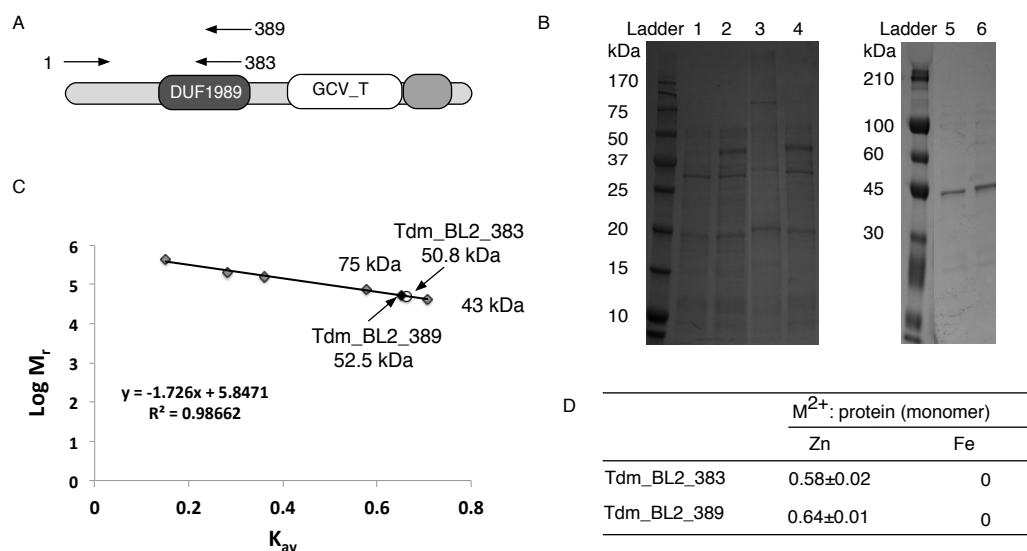 A
389
1
383
DUF1989
GCV_T
B
Ladder 1 2 3 4
kDa
170
75
50
37
25
20
15
10
Ladder 5 6
kDa
210
100
60
45
30
C
Log Mr
6
5
4
3
2
1
0
0 0.2 0.4 0.6 0.8
Kav
Tdm_BL2_383
50.8 kDa
75 kDa
43 kDa
Tdm_BL2_389
52.5 kDa
y = -1.726x + 5.8471
R² = 0.98662
D
M2+: protein (monomer)
Zn Fe
Tdm_BL2_383 0.58±0.02 0
Tdm_BL2_389 0.64±0.01 0